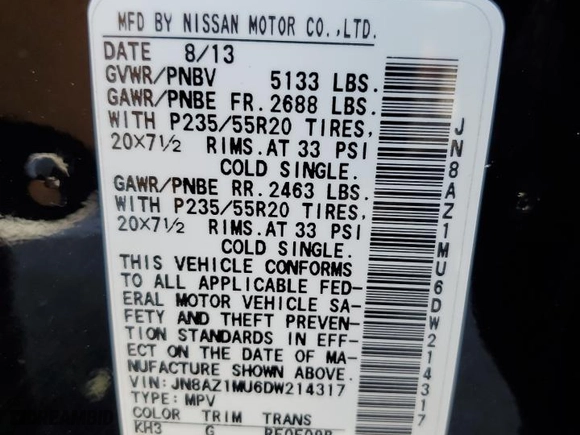 MFD BY NISSAN MOTOR CO.,LTD.
DATE 8/13
GVWR/PNBV 5133 LBS.
GAWR/PNBE FR.2688 LBS.
WITH P235/55R20 TIRES,
20X7½ RIMS.AT 33 PSI
COLD SINGLE.
GAWR/PNBE RR.2463 LBS.
WITH P235/55R20 TIRES,
20X7½ RIMS.AT 33 PSI
COLD SINGLE.
THIS VEHICLE CONFORMS
TO ALL APPLICABLE FED-
ERAL MOTOR VEHICLE SA-
FETY AND THEFT PREVEN-
TION STANDARDS IN EFF-
ECT ON THE DATE OF MA-
NUFACTURE SHOWN ABOVE.
VIN: JN8AZ1MU6DW214317
TYPE: MPV
COLOR TRIM TRANS
KH3 G
JN8AZ1MU6DW214317